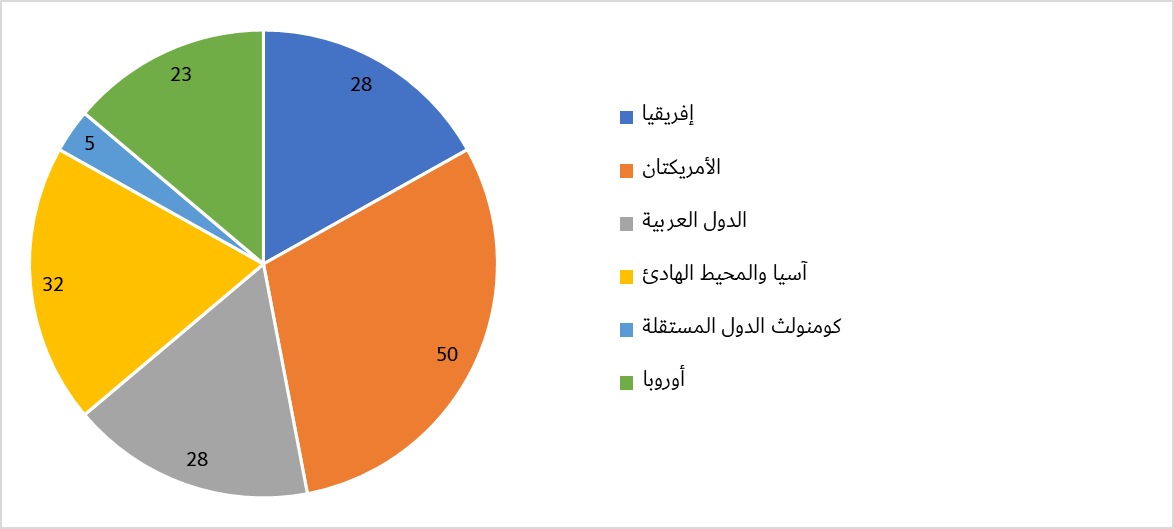 28
50
28
32
5
23
إفريقيا
الأمريكتان
الدول العربية
آسيا والمحيط الهادئ
كومنولث الدول المستقلة
أوروبا